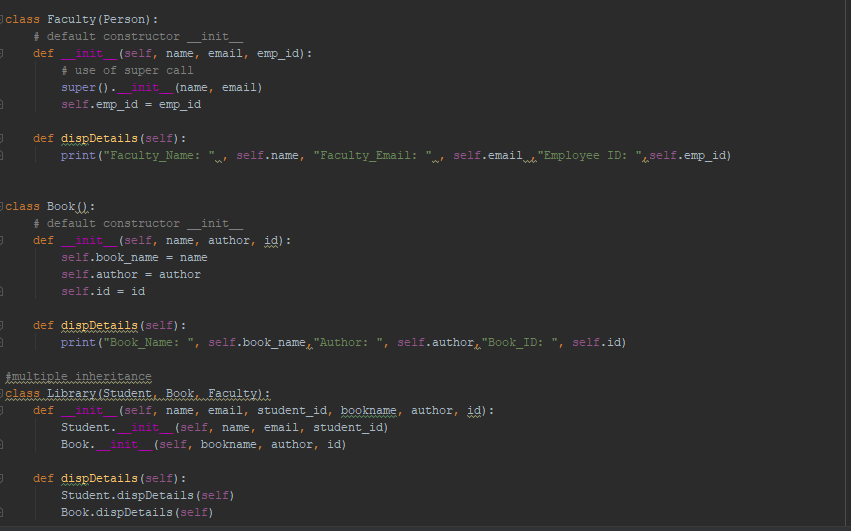 class Faculty(Person):
# default constructor __init__
def __init__(self, name, email, emp_id):
# use of super call
super().__init__(name, email)
self.emp_id = emp_id
def dispDetails(self):
print("Faculty_Name: " , self.name, "Faculty_Email: " , self.email ,"Employee ID: ",self.emp_id)
class Book():
# default constructor __init__
def __init__(self, name, author, id):
self.book_name = name
self.author = author
self.id = id
def dispDetails(self):
print("Book_Name: ", self.book_name,"Author: ", self.author,"Book_ID: ", self.id)
#multiple inheritance
class Library(Student, Book, Faculty):
def __init__(self, name, email, student_id, bookname, author, id):
Student.__init__(self, name, email, student_id)
Book.__init__(self, bookname, author, id)
def dispDetails(self):
Student.dispDetails(self)
Book.dispDetails(self)